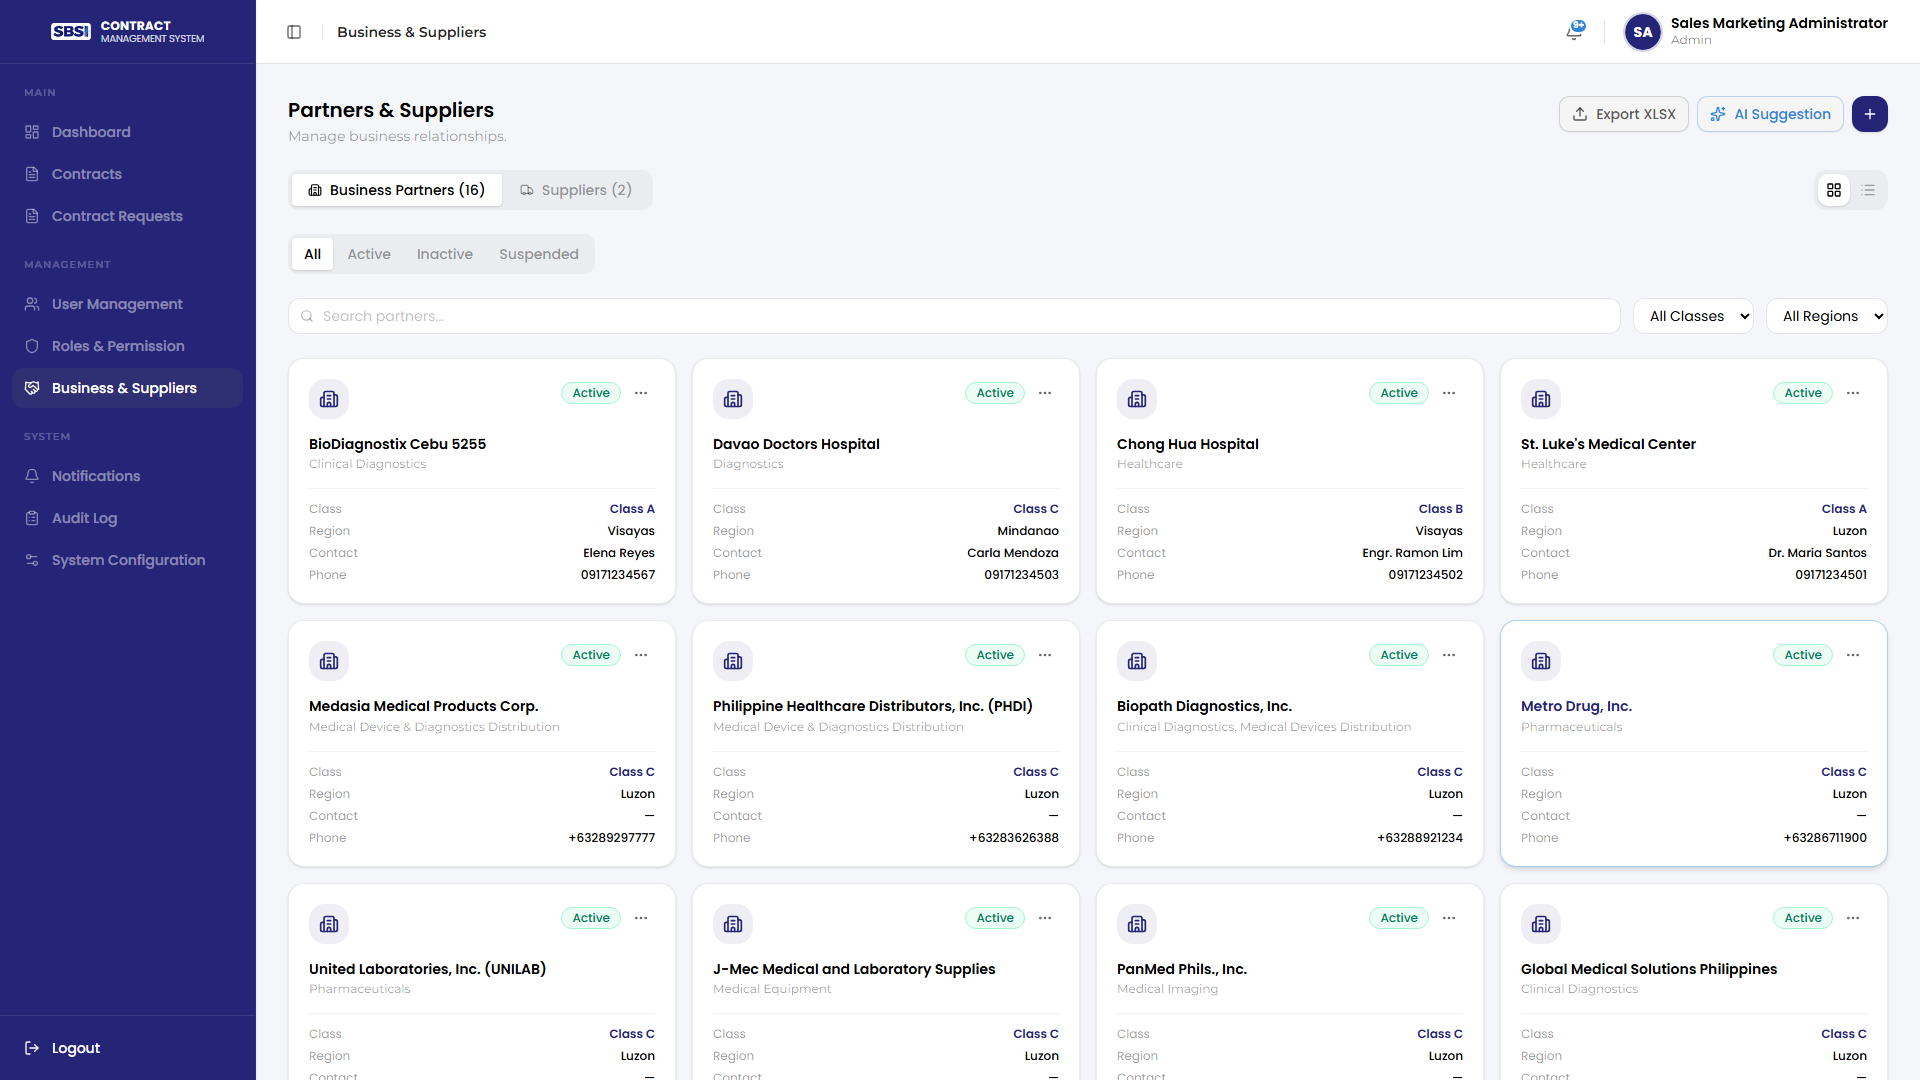 SBSI
CONTRACT
MANAGEMENT SYSTEM
MAIN
Dashboard
Contracts
Contract Requests
MANAGEMENT
User Management
Roles & Permission
Business & Suppliers
SYSTEM
Notifications
Audit Log
System Configuration
Logout
Business & Suppliers
9+
SA
Sales Marketing Administrator
Admin
Partners & Suppliers
Manage business relationships.
Export XLSX
AI Suggestion
Business Partners (16)
Suppliers (2)
All
Active
Inactive
Suspended
Search partners...
All Classes
All Regions
Active
BioDiagnostix Cebu 5255
Clinical Diagnostics
Class Class A
Region Visayas
Contact Elena Reyes
Phone 09171234567
Active
Davao Doctors Hospital
Diagnostics
Class Class C
Region Mindanao
Contact Carla Mendoza
Phone 09171234503
Active
Chong Hua Hospital
Healthcare
Class Class B
Region Visayas
Contact Engr. Ramon Lim
Phone 09171234502
Active
St. Luke's Medical Center
Healthcare
Class Class A
Region Luzon
Contact Dr. Maria Santos
Phone 09171234501
Active
Medasia Medical Products Corp.
Medical Device & Diagnostics Distribution
Class Class C
Region Luzon
Contact —
Phone +63289297777
Active
Philippine Healthcare Distributors, Inc. (PHDI)
Medical Device & Diagnostics Distribution
Class Class C
Region Luzon
Contact —
Phone +63283626388
Active
Biopath Diagnostics, Inc.
Clinical Diagnostics, Medical Devices Distribution
Class Class C
Region Luzon
Contact —
Phone +63288921234
Active
Metro Drug, Inc.
Pharmaceuticals
Class Class C
Region Luzon
Contact —
Phone +63286711900
Active
United Laboratories, Inc. (UNILAB)
Pharmaceuticals
Class Class C
Region Luzon
Contact —
Active
J-Mec Medical and Laboratory Supplies
Medical Equipment
Class Class C
Region Luzon
Contact —
Active
PanMed Phils., Inc.
Medical Imaging
Class Class C
Region Luzon
Contact —
Active
Global Medical Solutions Philippines
Clinical Diagnostics
Class Class C
Region Luzon
Contact —